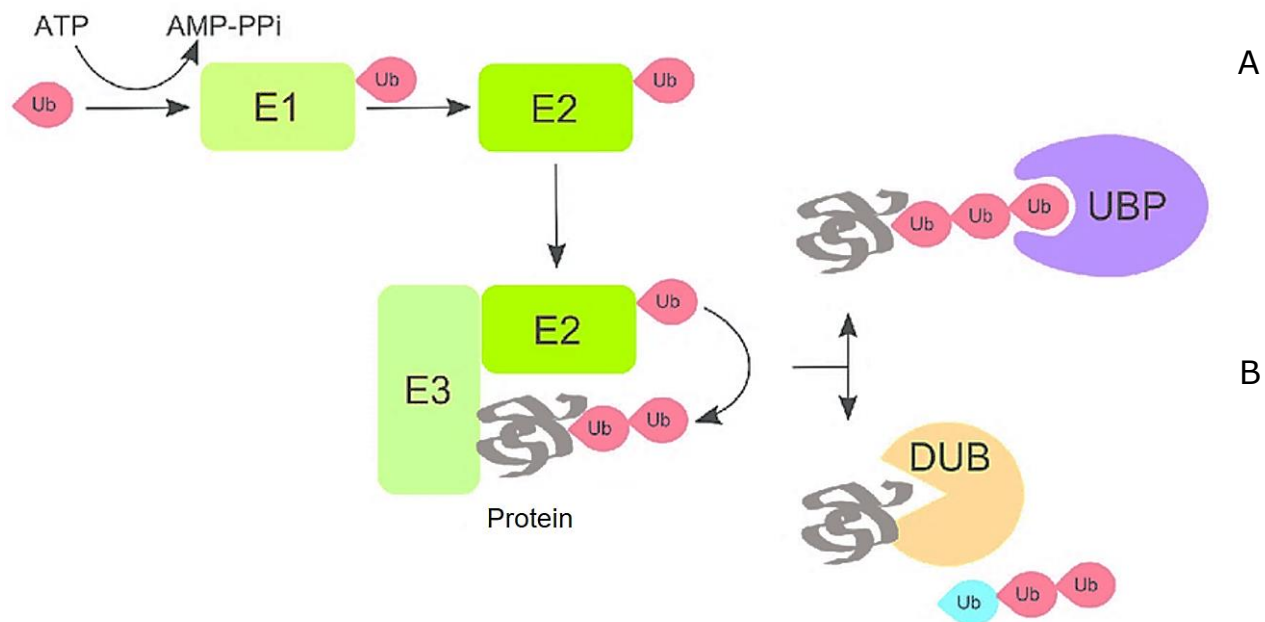 ATP AMP-PPi
A
Ub E1 Ub E2 Ub
UBP
Ub Ub Ub
E2 Ub
E3
B
Ub Ub
DUB
Protein
Ub Ub Ub